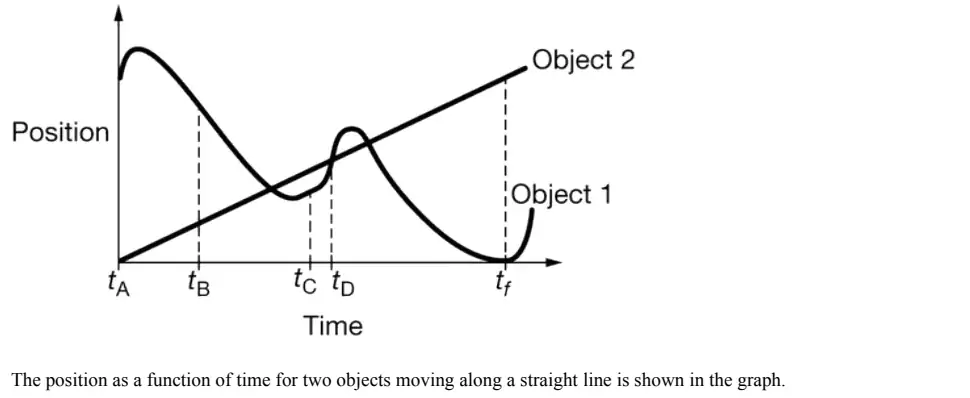 Object 2
Position
Object 1
tA tB tC tD tf
Time
The position as a function of time for two objects moving along a straight line is shown in the graph.